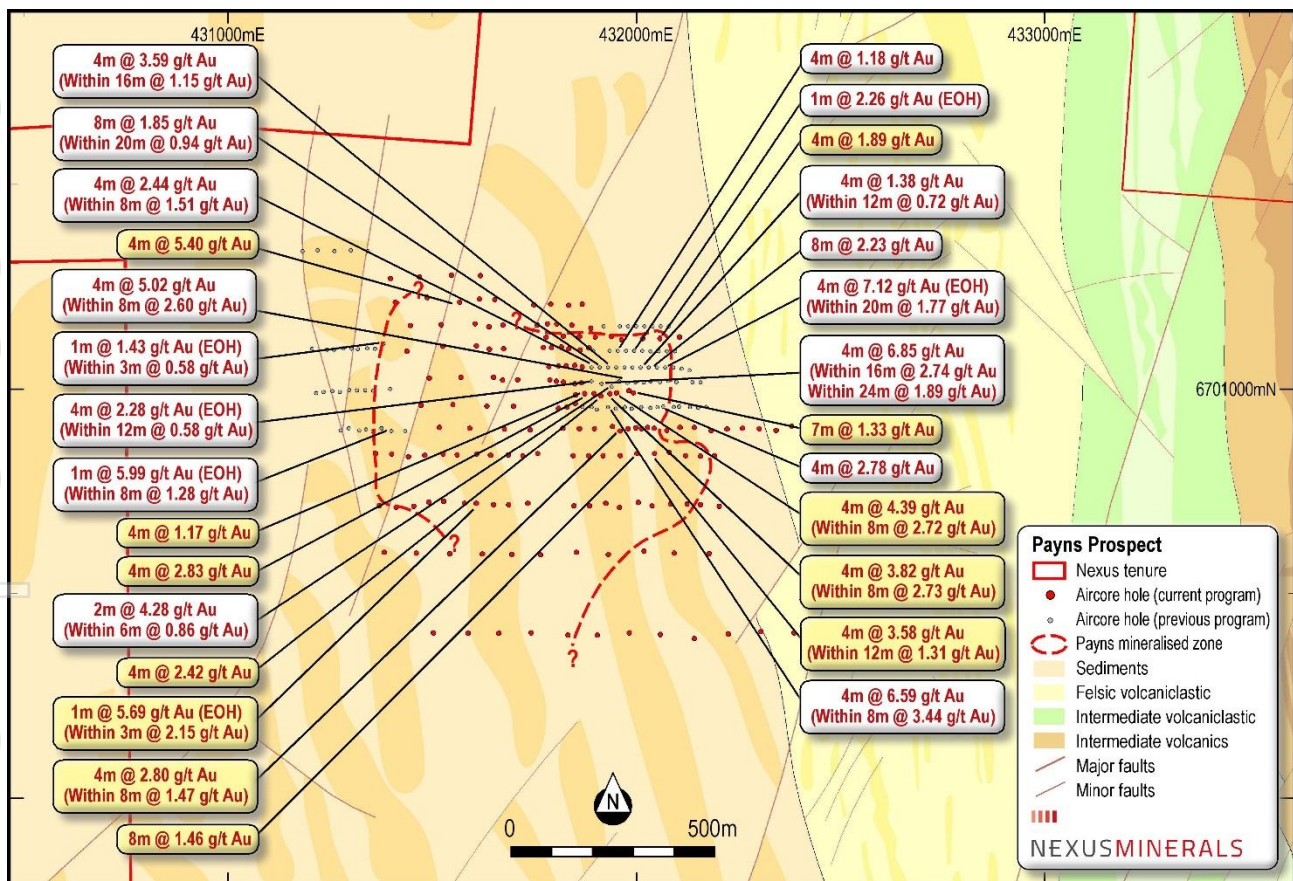 431000mE
432000mE
433000mE
4m @ 3.59 g/t Au
(Within 16m @ 1.15 g/t Au)
8m @ 1.85 g/t Au
(Within 20m @ 0.94 g/t Au)
4m @ 2.44 g/t Au
(Within 8m @ 1.51 g/t Au)
4m @ 5.40 g/t Au
4m @ 5.02 g/t Au
(Within 8m @ 2.60 g/t Au)
1m @ 1.43 g/t Au (EOH)
(Within 3m @ 0.58 g/t Au)
4m @ 2.28 g/t Au (EOH)
(Within 12m @ 0.58 g/t Au)
1m @ 5.99 g/t Au (EOH)
(Within 8m @ 1.28 g/t Au)
4m @ 1.17 g/t Au
4m @ 2.83 g/t Au
2m @ 4.28 g/t Au
(Within 6m @ 0.86 g/t Au)
4m @ 2.42 g/t Au
1m @ 5.69 g/t Au (EOH)
(Within 3m @ 2.15 g/t Au)
4m @ 2.80 g/t Au
(Within 8m @ 1.47 g/t Au)
8m @ 1.46 g/t Au
?
?
?
?
4m @ 1.18 g/t Au
1m @ 2.26 g/t Au (EOH)
4m @ 1.89 g/t Au
4m @ 1.38 g/t Au
(Within 12m @ 0.72 g/t Au)
8m @ 2.23 g/t Au
4m @ 7.12 g/t Au (EOH)
(Within 20m @ 1.77 g/t Au)
4m @ 6.85 g/t Au
(Within 16m @ 2.74 g/t Au
Within 24m @ 1.89 g/t Au)
7m @ 1.33 g/t Au
4m @ 2.78 g/t Au
4m @ 4.39 g/t Au
(Within 8m @ 2.72 g/t Au)
4m @ 3.82 g/t Au
(Within 8m @ 2.73 g/t Au)
4m @ 3.58 g/t Au
(Within 12m @ 1.31 g/t Au)
4m @ 6.59 g/t Au
(Within 8m @ 3.44 g/t Au)
6701000mN
N
0
500m
Payns Prospect
Nexus tenure
Aircore hole (current program)
Aircore hole (previous program)
Payns mineralised zone
Sediments
Felsic volcaniclastic
Intermediate volcaniclastic
Intermediate volcanics
Major faults
Minor faults
NEXUSMINERALS